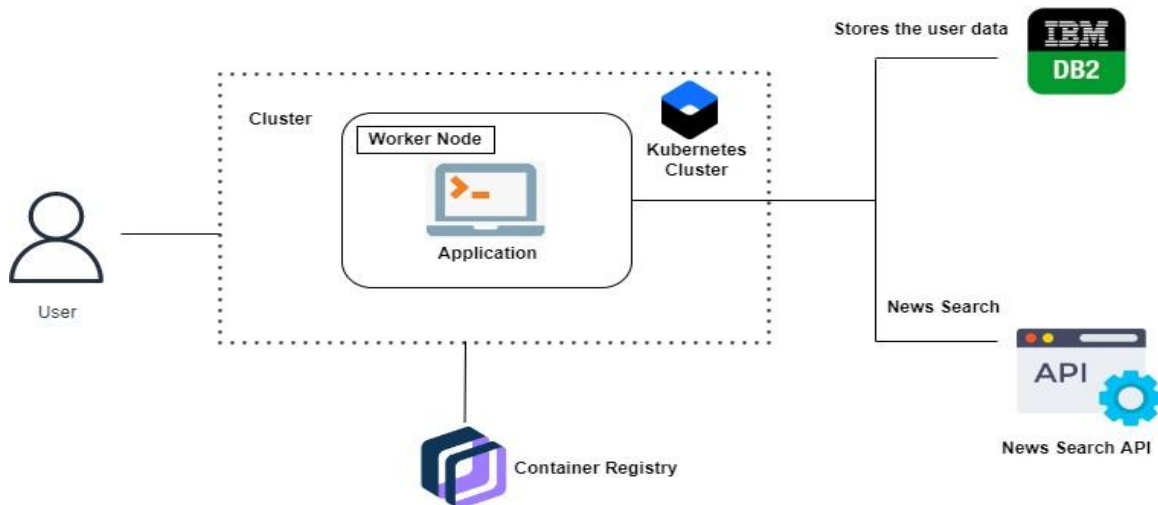 Stores the user data
IBM
DB2
Cluster
Worker Node
Kubernetes
Cluster
Application
User
News Search
API
News Search API
Container Registry